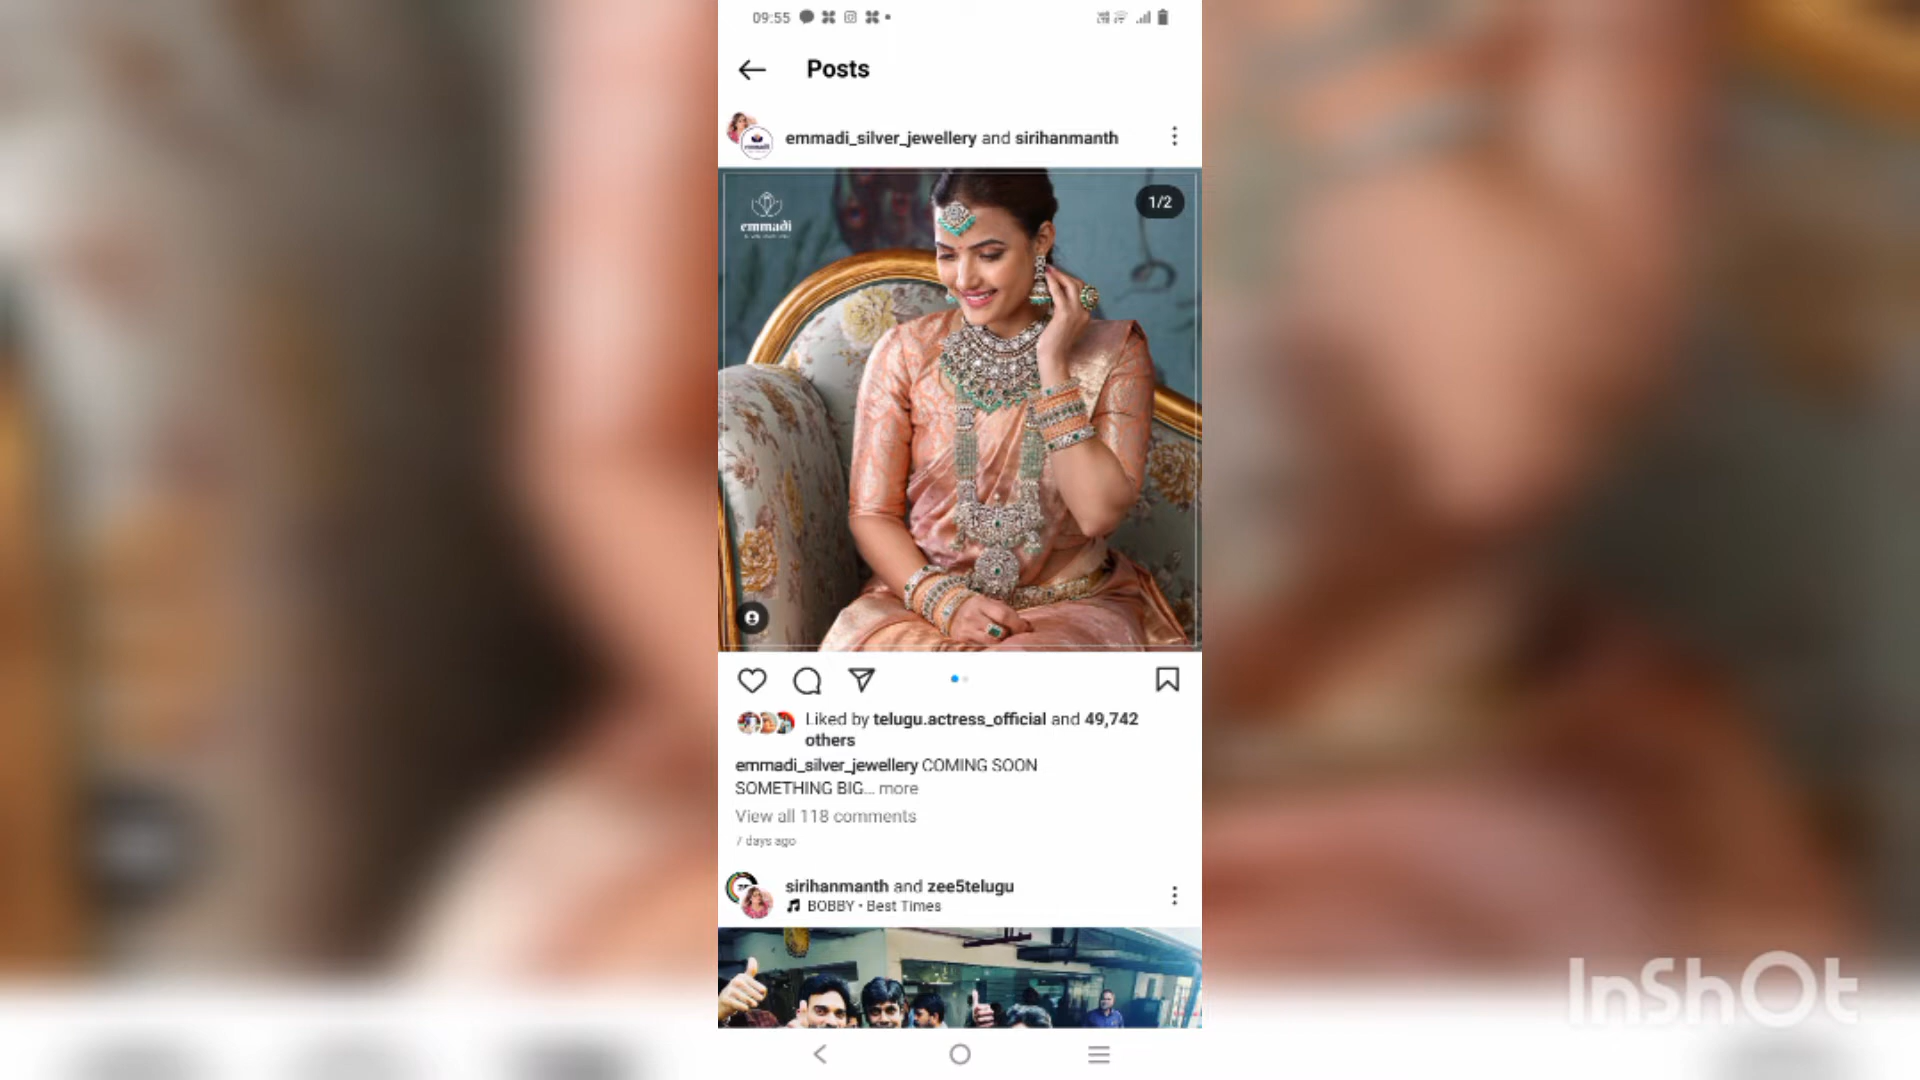 09:55
Posts
emmadi_silver_jewellery and sirihanmanth
emmadi
1/2
Liked by telugu.actress_official and 49,742
others
emmadi_silver_jewellery COMING SOON
SOMETHING BIG... more
View all 118 comments
7 days ago
sirihanmanth and zee5telugu
BOBBY • Best Times
InShOt